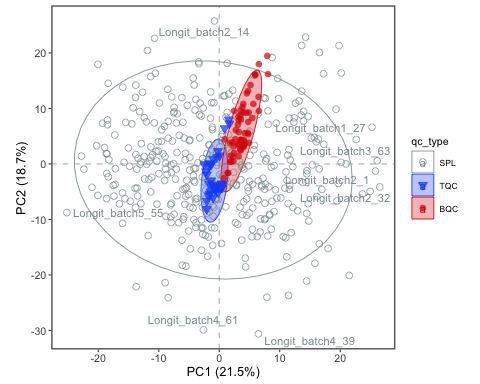 Longit_batch2_14
Longit_batch1_27
Longit_batch3_63
Longit_batch2_1
Longit_batch2_32
Longit_batch5_55
Longit_batch4_61
Longit_batch4_39
20
10
0
-10
-20
-30
PC2 (18.7%)
-20
-10
0
10
20
PC1 (21.5%)
qc_type
SPL
TQC
BQC